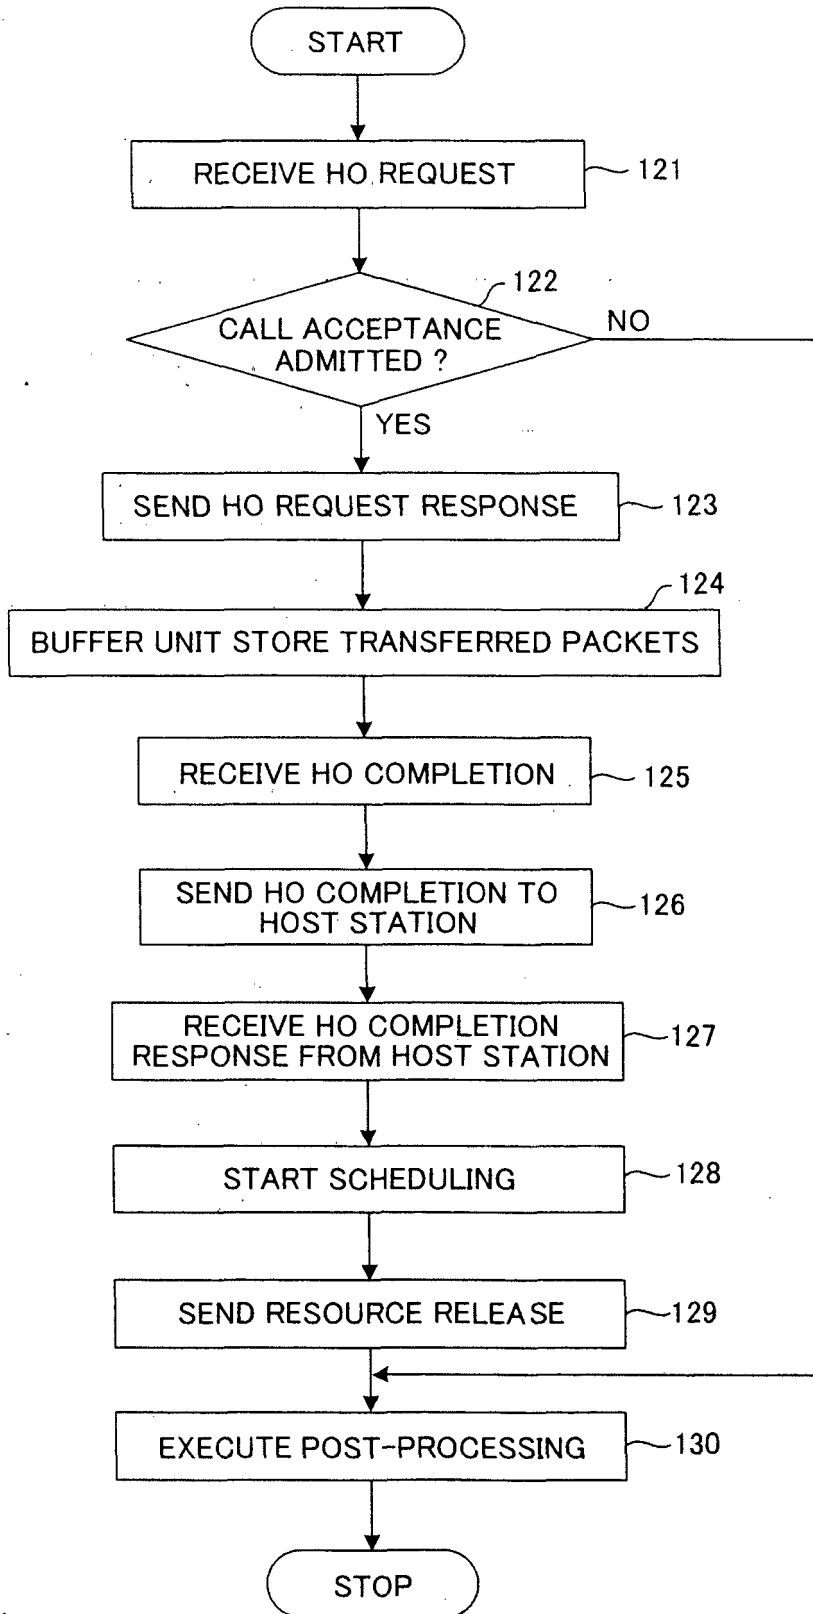 START
RECEIVE HO REQUEST
121
122
CALL ACCEPTANCE
ADMITTED ?
NO
YES
SEND HO REQUEST RESPONSE
123
124
BUFFER UNIT STORE TRANSFERRED PACKETS
RECEIVE HO COMPLETION
125
SEND HO COMPLETION TO
HOST STATION
126
RECEIVE HO COMPLETION
RESPONSE FROM HOST STATION
127
START SCHEDULING
128
SEND RESOURCE RELEASE
129
EXECUTE POST-PROCESSING
130
STOP